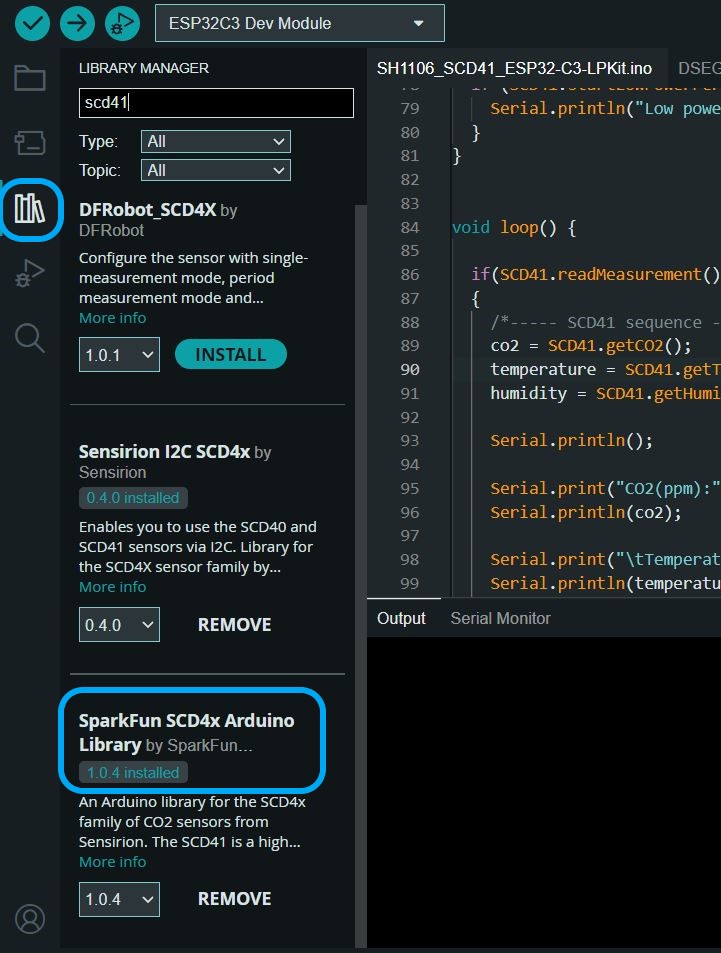 ESP32C3 Dev Module
LIBRARY MANAGER
scd41
Type: All
Topic: All
DFRobot_SCD4X by
DFRobot
Configure the sensor with single-
measurement mode, period
measurement mode and...
More info
1.0.1 INSTALL
Sensirion I2C SCD4x by
Sensirion
0.4.0 installed
Enables you to use the SCD40 and
SCD41 sensors via I2C. Library for
the SCD4X sensor family by...
More info
0.4.0 REMOVE
SparkFun SCD4x Arduino
Library by SparkFun...
1.0.4 installed
An Arduino library for the SCD4x
family of CO2 sensors from
Sensirion. The SCD41 is a high...
More info
1.0.4 REMOVE
SH1106_SCD41_ESP32-C3-LPKit.ino DSEG
79 Serial.println("Low powe
80 }
81 }
82
83
84 void loop() {
85
86 if(SCD41.readMeasurement()
87 {
88 /*----- SCD41 sequence -
89 co2 = SCD41.getCO2();
90 temperature = SCD41.getT
91 humidity = SCD41.getHumi
92
93 Serial.println();
94
95 Serial.print("CO2(ppm):"
96 Serial.println(co2);
97
98 Serial.print("\tTemperat
99 Serial.println(temperatu
Output Serial Monitor